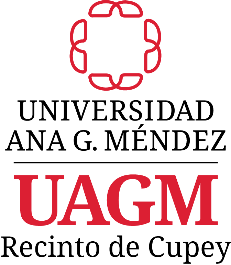 UNIVERSIDAD
ANA G. MÉNDEZ
UAGM
Recinto de Cupey